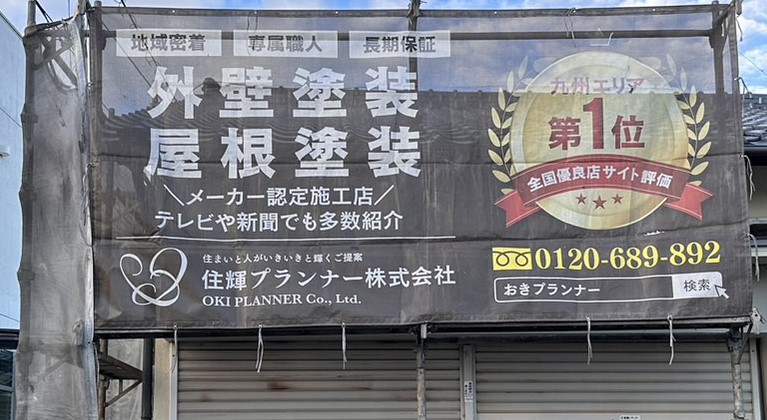 地域密着 専属職人 長期保証
外壁塗装
屋根塗装
＼メーカー認定施工店／
テレビや新聞でも多数紹介
住まいと人がいきいきと輝くご提案
住輝プランナー株式会社
OKI PLANNER Co., Ltd.
九州エリア
第1位
全国優良店サイト評価
0120-689-892
おきプランナー 検索